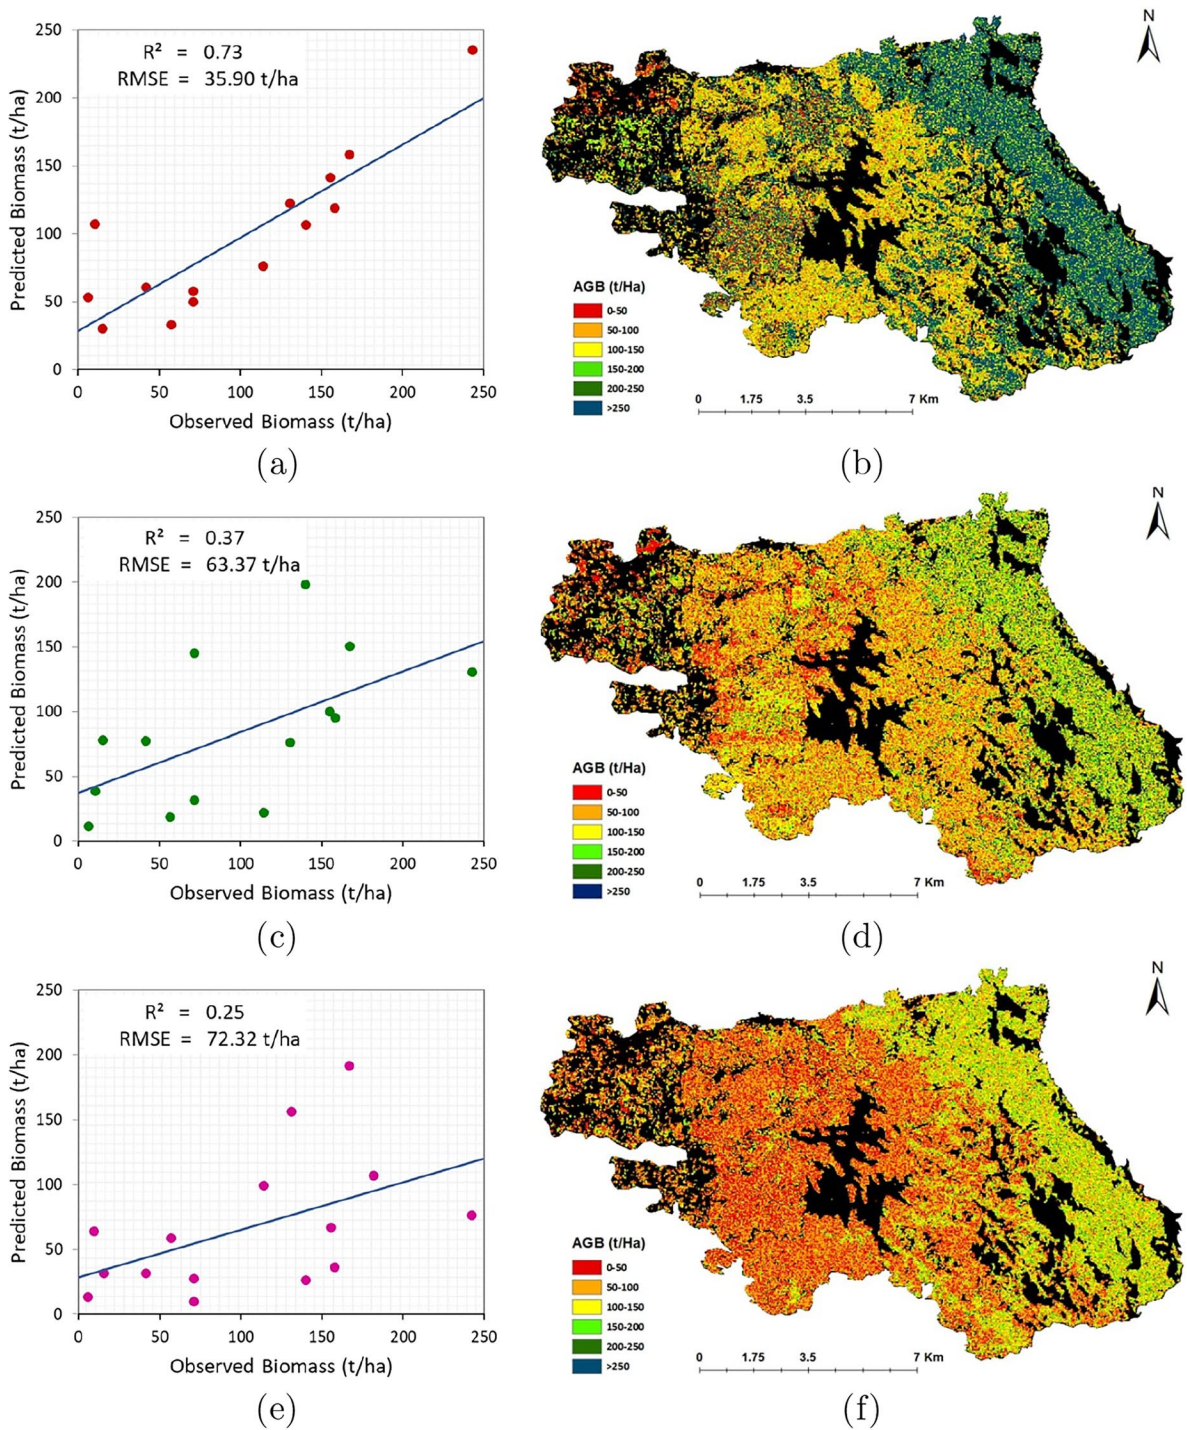 R² = 0.73
RMSE = 35.90 t/ha
Predicted Biomass (t/ha)
250
200
150
100
50
0
0 50 100 150 200 250
Observed Biomass (t/ha)
(a)
N
AGB (t/Ha)
0-50
50-100
100-150
150-200
200-250
>250
0 1.75 3.5 7 Km
(b)
R² = 0.37
RMSE = 63.37 t/ha
Predicted Biomass (t/ha)
250
200
150
100
50
0
0 50 100 150 200 250
Observed Biomass (t/ha)
(c)
N
AGB (t/Ha)
0-50
50-100
100-150
150-200
200-250
>250
0 1.75 3.5 7 Km
(d)
R² = 0.25
RMSE = 72.32 t/ha
Predicted Biomass (t/ha)
250
200
150
100
50
0
0 50 100 150 200 250
Observed Biomass (t/ha)
(e)
N
AGB (t/Ha)
0-50
50-100
100-150
150-200
200-250
>250
0 1.75 3.5 7 Km
(f)